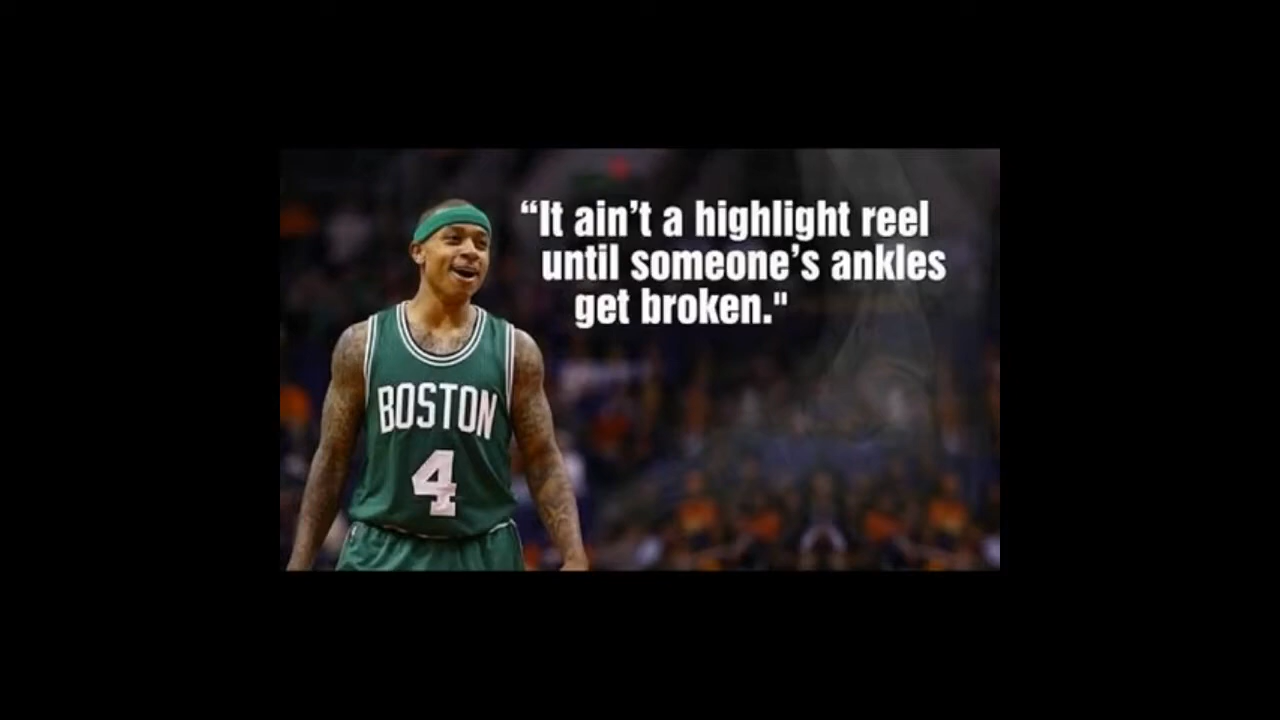 “It ain’t a highlight reel
until someone’s ankles
get broken."
BOSTON
4